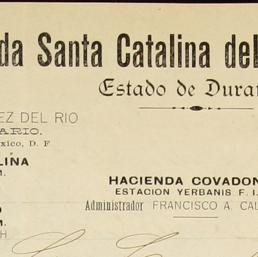 da Santa Catalina del
Estado de Duran
EZ DEL RIO
ARIO.
xico, D. F
LINA
M.
HACIENDA COVADON
ESTACION YERBANIS F. I.
Administrador FRANCISCO A. CAL
O
M.
H